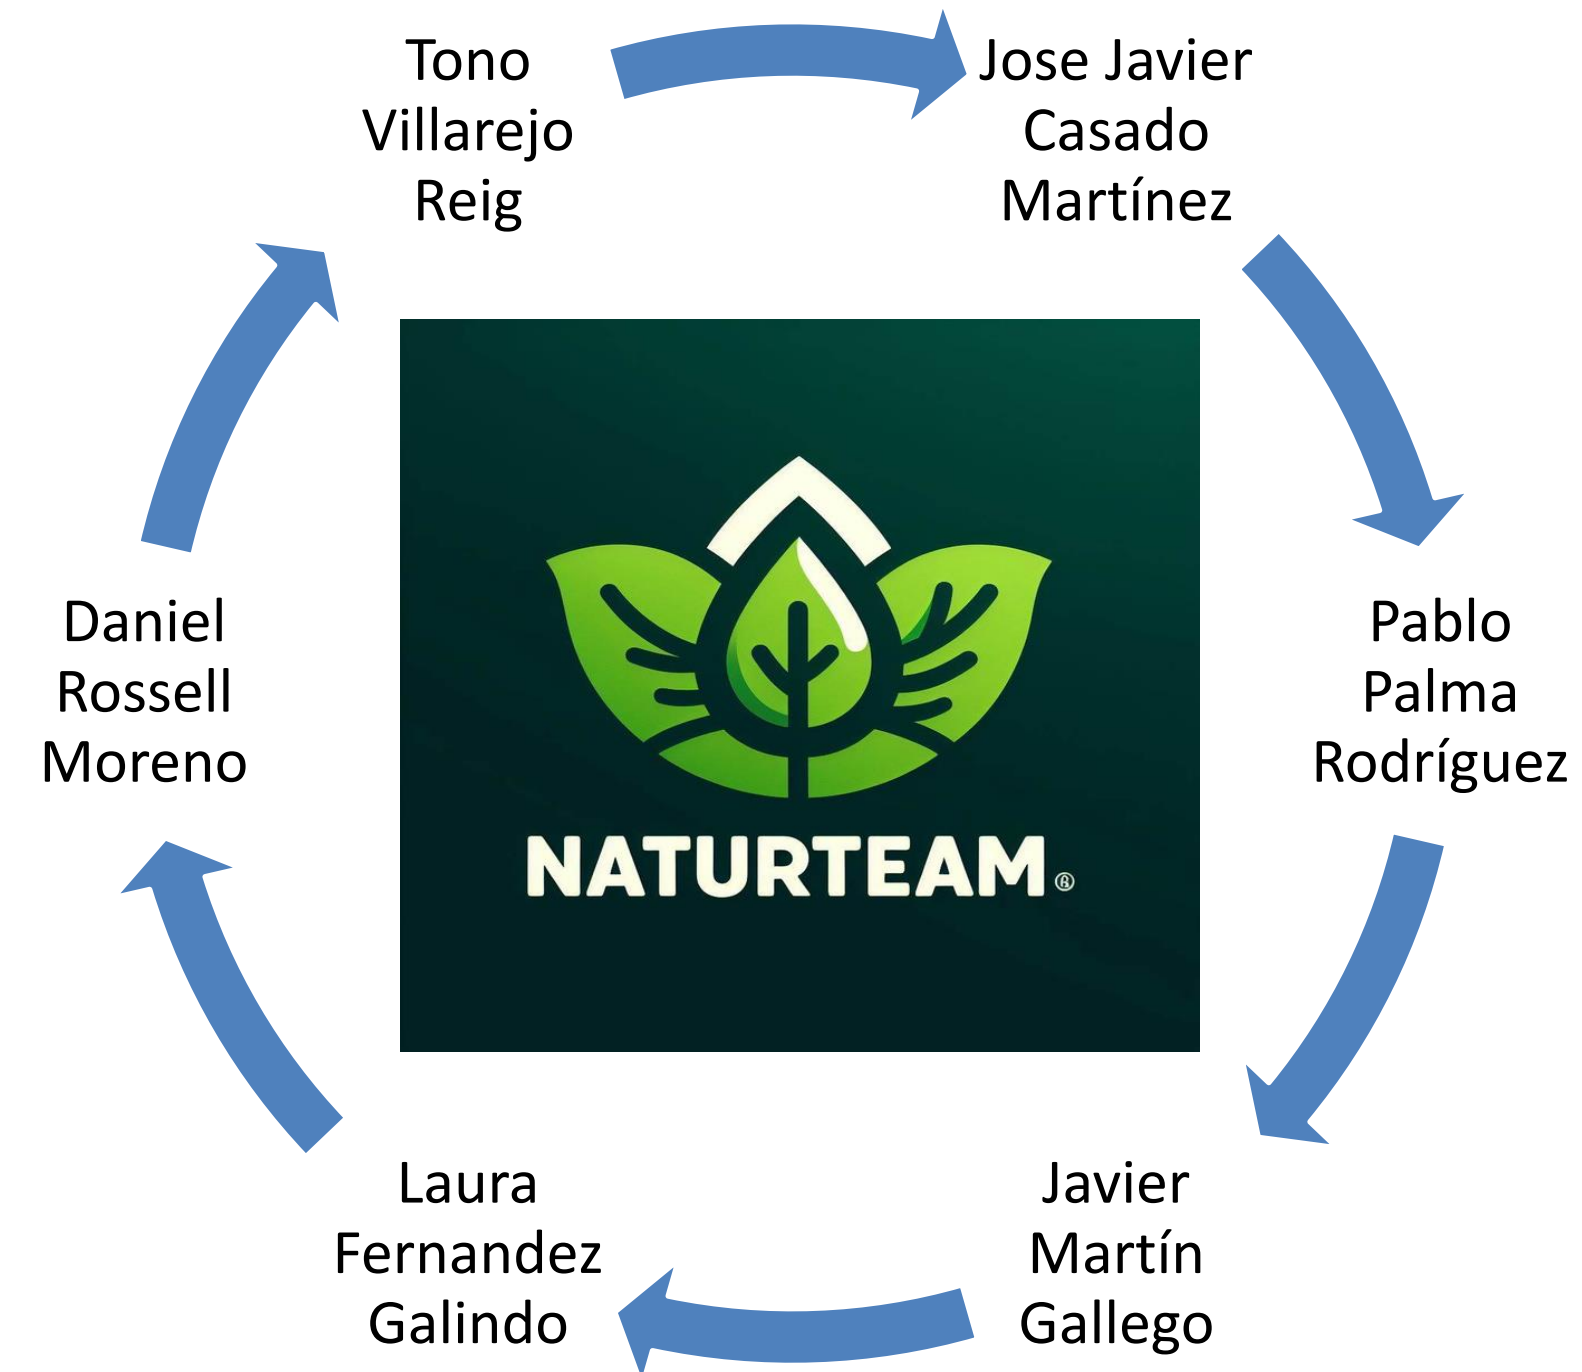 Tono
Villarejo
Reig
Jose Javier
Casado
Martínez
Pablo
Palma
Rodríguez
Javier
Martín
Gallego
Laura
Fernandez
Galindo
Daniel
Rossell
Moreno
NATURTEAM®